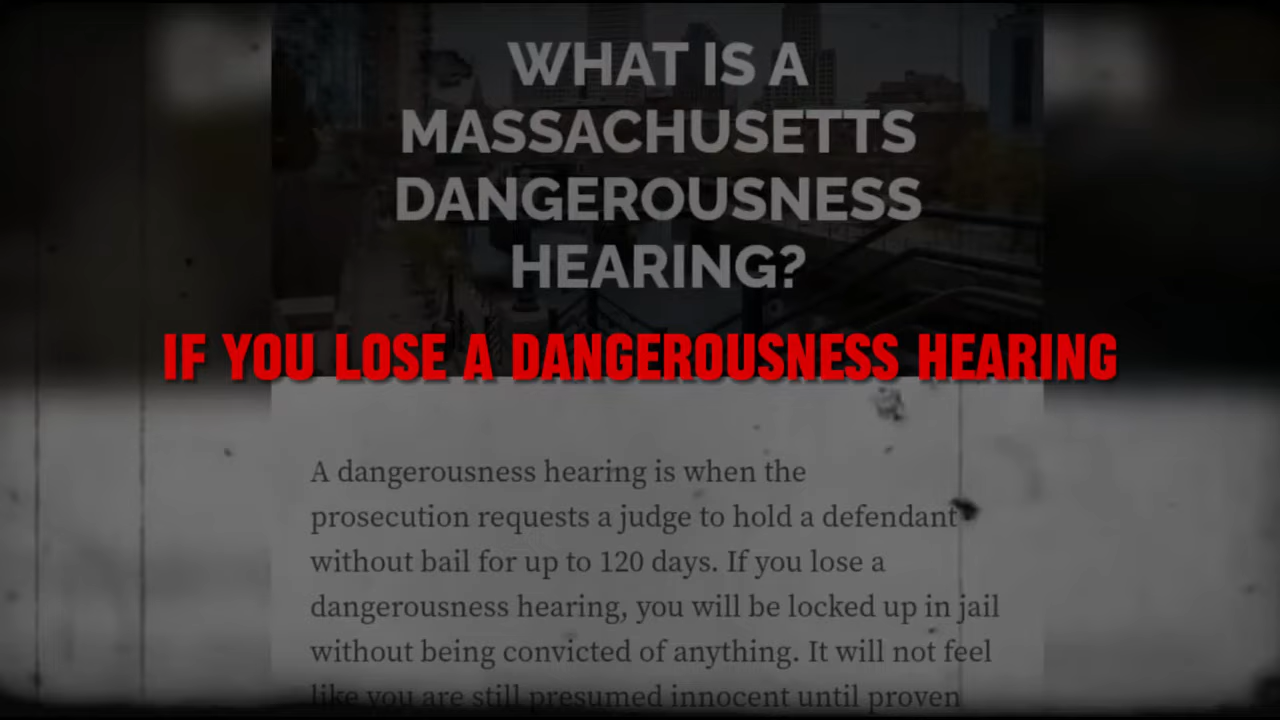 WHAT IS A
MASSACHUSETTS
DANGEROUSNESS
HEARING?
IF YOU LOSE A DANGEROUSNESS HEARING
A dangerousness hearing is when the
prosecution requests a judge to hold a defendant
without bail for up to 120 days. If you lose a
dangerousness hearing, you will be locked up in jail
without being convicted of anything. It will not feel
like you are still presumed innocent until proven